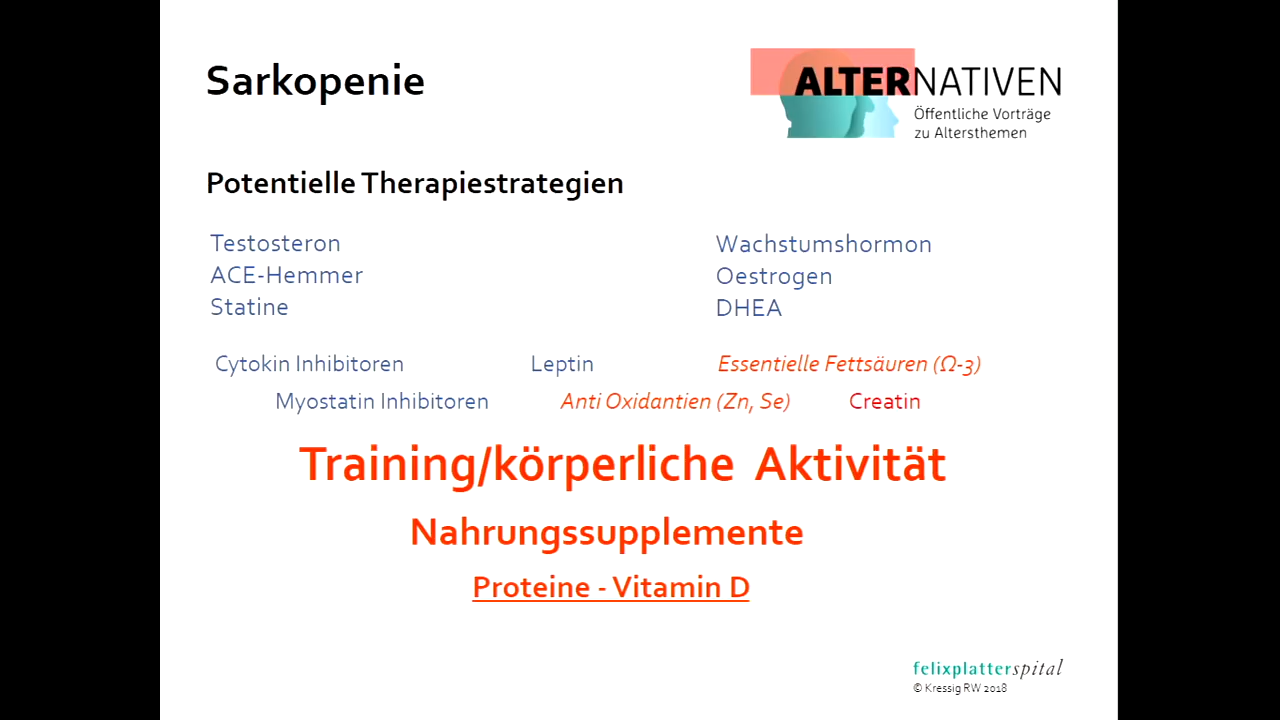 Sarkopenie
ALTERNATIVEN
Öffentliche Vorträge
zu Altersthemen
Potentielle Therapiestrategien
Testosteron
ACE-Hemmer
Statine
Wachstumshormon
Oestrogen
DHEA
Cytokin Inhibitoren Leptin Essentielle Fettsäuren (Ω-3)
Myostatin Inhibitoren Anti Oxidantien (Zn, Se) Creatin
Training/körperliche Aktivität
Nahrungssupplemente
Proteine - Vitamin D
felixplatterspital
© Kressig RW 2018